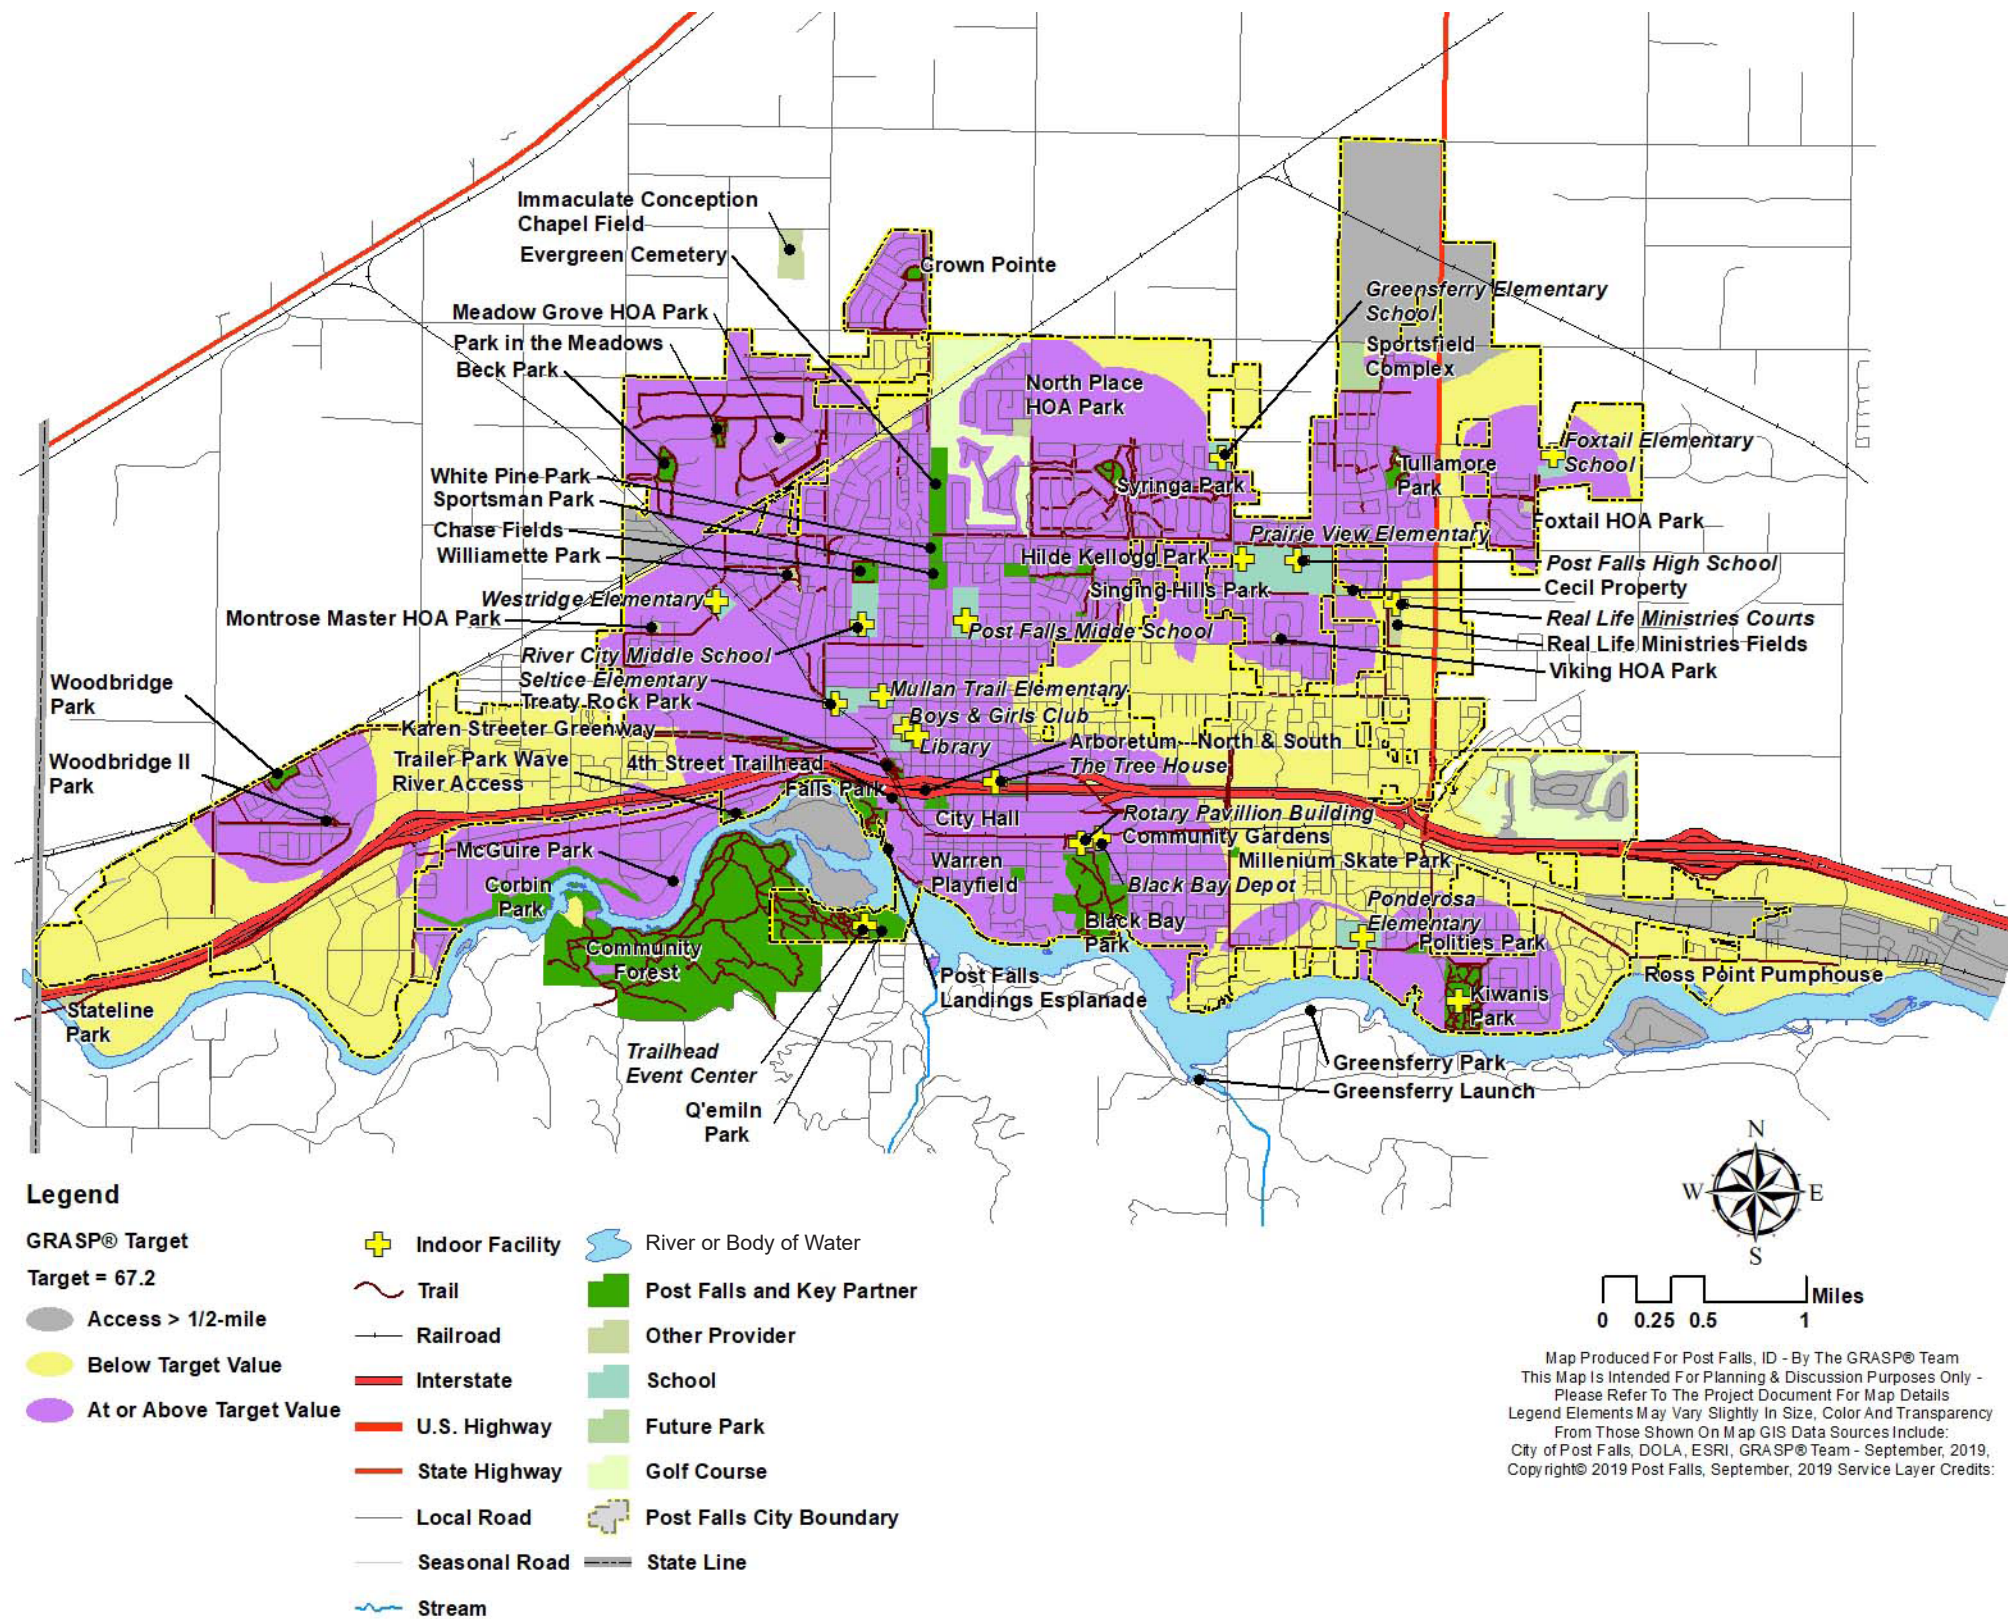 Immaculate Conception
Chapel Field
Evergreen Cemetery
Crown Pointe
Greensferry Elementary
School
Meadow Grove HOA Park
Park in the Meadows
Beck Park
Sportsfield
Complex
North Place
HOA Park
Foxtail Elementary
School
White Pine Park
Sportsman Park
Chase Fields
Williamette Park
Syringa Park
Tullamore
Park
Foxtail HOA Park
Prairie View Elementary
Hilde Kellogg Park
Post Falls High School
Cecil Property
Singing Hills Park
Westridge Elementary
Montrose Master HOA Park
Real Life Ministries Courts
Real Life Ministries Fields
Viking HOA Park
Post Falls Midde School
River City Middle School
Seltice Elementary
Treaty Rock Park
Mullan Trail Elementary
Woodbridge
Park
Boys & Girls Club
Library
Karen Streeter Greenway
Arboretum - North & South
The Tree House
Woodbridge II
Park
Trailer Park Wave
River Access
4th Street Trailhead
Falls Park
City Hall
Rotary Pavillion Building
Community Gardens
McGuire Park
Warren
Playfield
Millenium Skate Park
Black Bay Depot
Corbin
Park
Ponderosa
Elementary
Black Bay
Park
Polities Park
Community
Forest
Post Falls
Landings Esplanade
Ross Point Pumphouse
Kiwanis
Park
Stateline
Park
Trailhead
Event Center
Q'emiln
Park
Greensferry Park
Greensferry Launch
N
W
E
S
Miles
0 0.25 0.5 1
Legend
GRASP® Target
Target = 67.2
Access > 1/2-mile
Below Target Value
At or Above Target Value
Indoor Facility
Trail
Railroad
Interstate
U.S. Highway
State Highway
Local Road
Seasonal Road
Stream
River or Body of Water
Post Falls and Key Partner
Other Provider
School
Future Park
Golf Course
Post Falls City Boundary
State Line
Map Produced For Post Falls, ID - By The GRASP® Team
This Map Is Intended For Planning & Discussion Purposes Only -
Please Refer To The Project Document For Map Details
Legend Elements May Vary Slightly In Size, Color And Transparency
From Those Shown On Map GIS Data Sources Include:
City of Post Falls, DOLA, ESRI, GRASP® Team - September, 2019,
Copyright© 2019 Post Falls, September, 2019 Service Layer Credits: